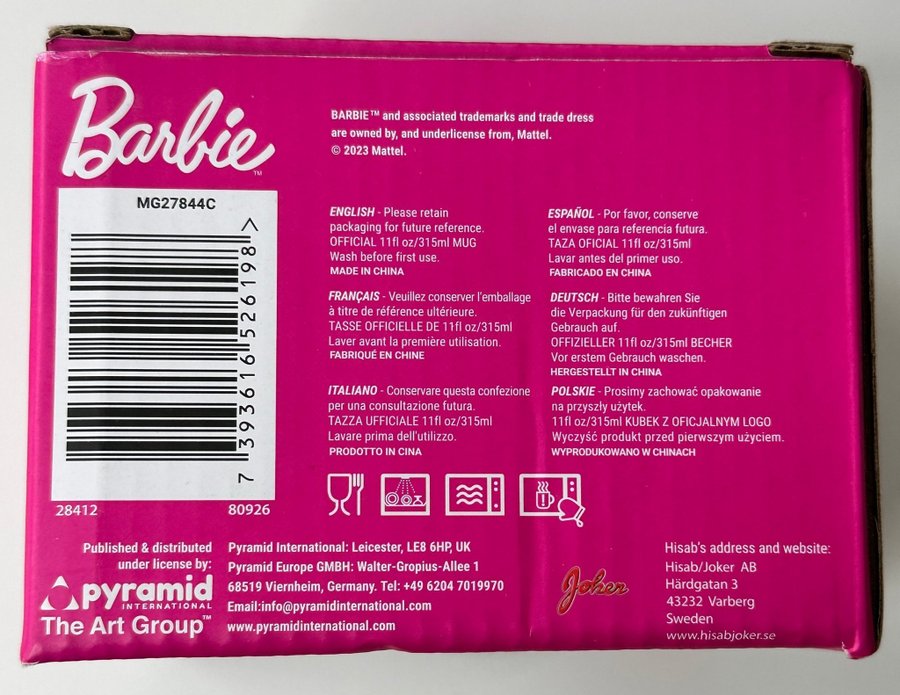 Barbie™
BARBIE™ and associated trademarks and trade dress
are owned by, and underlicense from, Mattel.
© 2023 Mattel.
MG27844C
7 393616 526198 >
28412 80926
ENGLISH - Please retain
packaging for future reference.
OFFICIAL 11fl oz/315ml MUG
Wash before first use.
MADE IN CHINA
ESPAÑOL - Por favor, conserve
el envase para referencia futura.
TAZA OFICIAL 11fl oz/315ml
Lavar antes del primer uso.
FABRICADO EN CHINA
FRANÇAIS - Veuillez conserver l'emballage
à titre de référence ultérieure.
TASSE OFFICIELLE DE 11fl oz/315ml
Laver avant la première utilisation.
FABRIQUÉ EN CHINE
DEUTSCH - Bitte bewahren Sie
die Verpackung für den zukünftigen
Gebrauch auf.
OFFIZIELLER 11fl oz/315ml BECHER
Vor erstem Gebrauch waschen.
HERGESTELLT IN CHINA
ITALIANO - Conservare questa confezione
per una consultazione futura.
TAZZA UFFICIALE 11fl oz/315ml
Lavare prima dell'utilizzo.
PRODOTTO IN CINA
POLSKIE - Prosimy zachować opakowanie
na przyszły użytek.
11fl oz/315ml KUBEK Z OFICJALNYM LOGO
Wyczyść produkt przed pierwszym użyciem.
WYPRODUKOWANO W CHINACH
Published & distributed
under license by:
pyramid
INTERNATIONAL
The Art Group™
Pyramid International: Leicester, LE8 6HP, UK
Pyramid Europe GMBH: Walter-Gropius-Allee 1
68519 Viernheim, Germany. Tel: +49 6204 7019970
Email:info@pyramidinternational.com
www.pyramidinternational.com
Joker
Hisab's address and website:
Hisab/Joker AB
Härdgatan 3
43232 Varberg
Sweden
www.hisabjoker.se